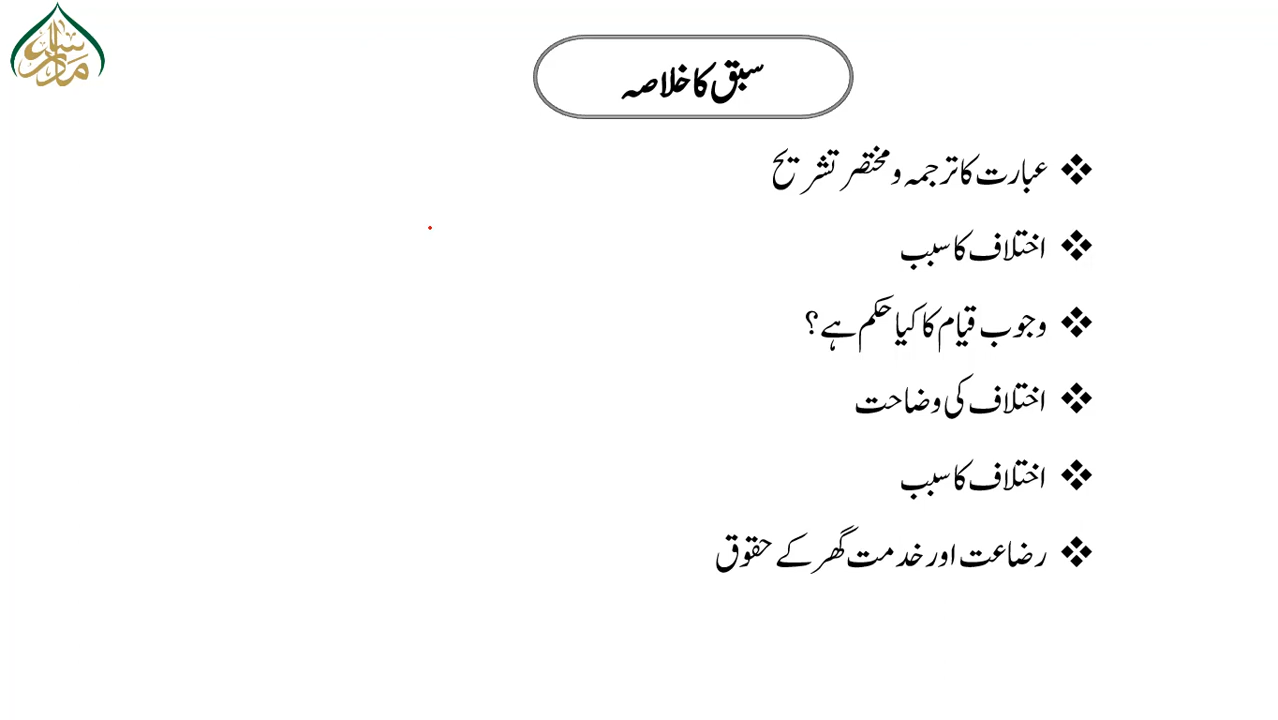 سبق کا خلاصہ
عبارت کا ترجمہ و مختصر تشریح
اختلاف کا سبب
وجوب قیام کا کیا حکم ہے؟
اختلاف کی وضاحت
اختلاف کا سبب
رضاعت اور خدمت گھر کے حقوق